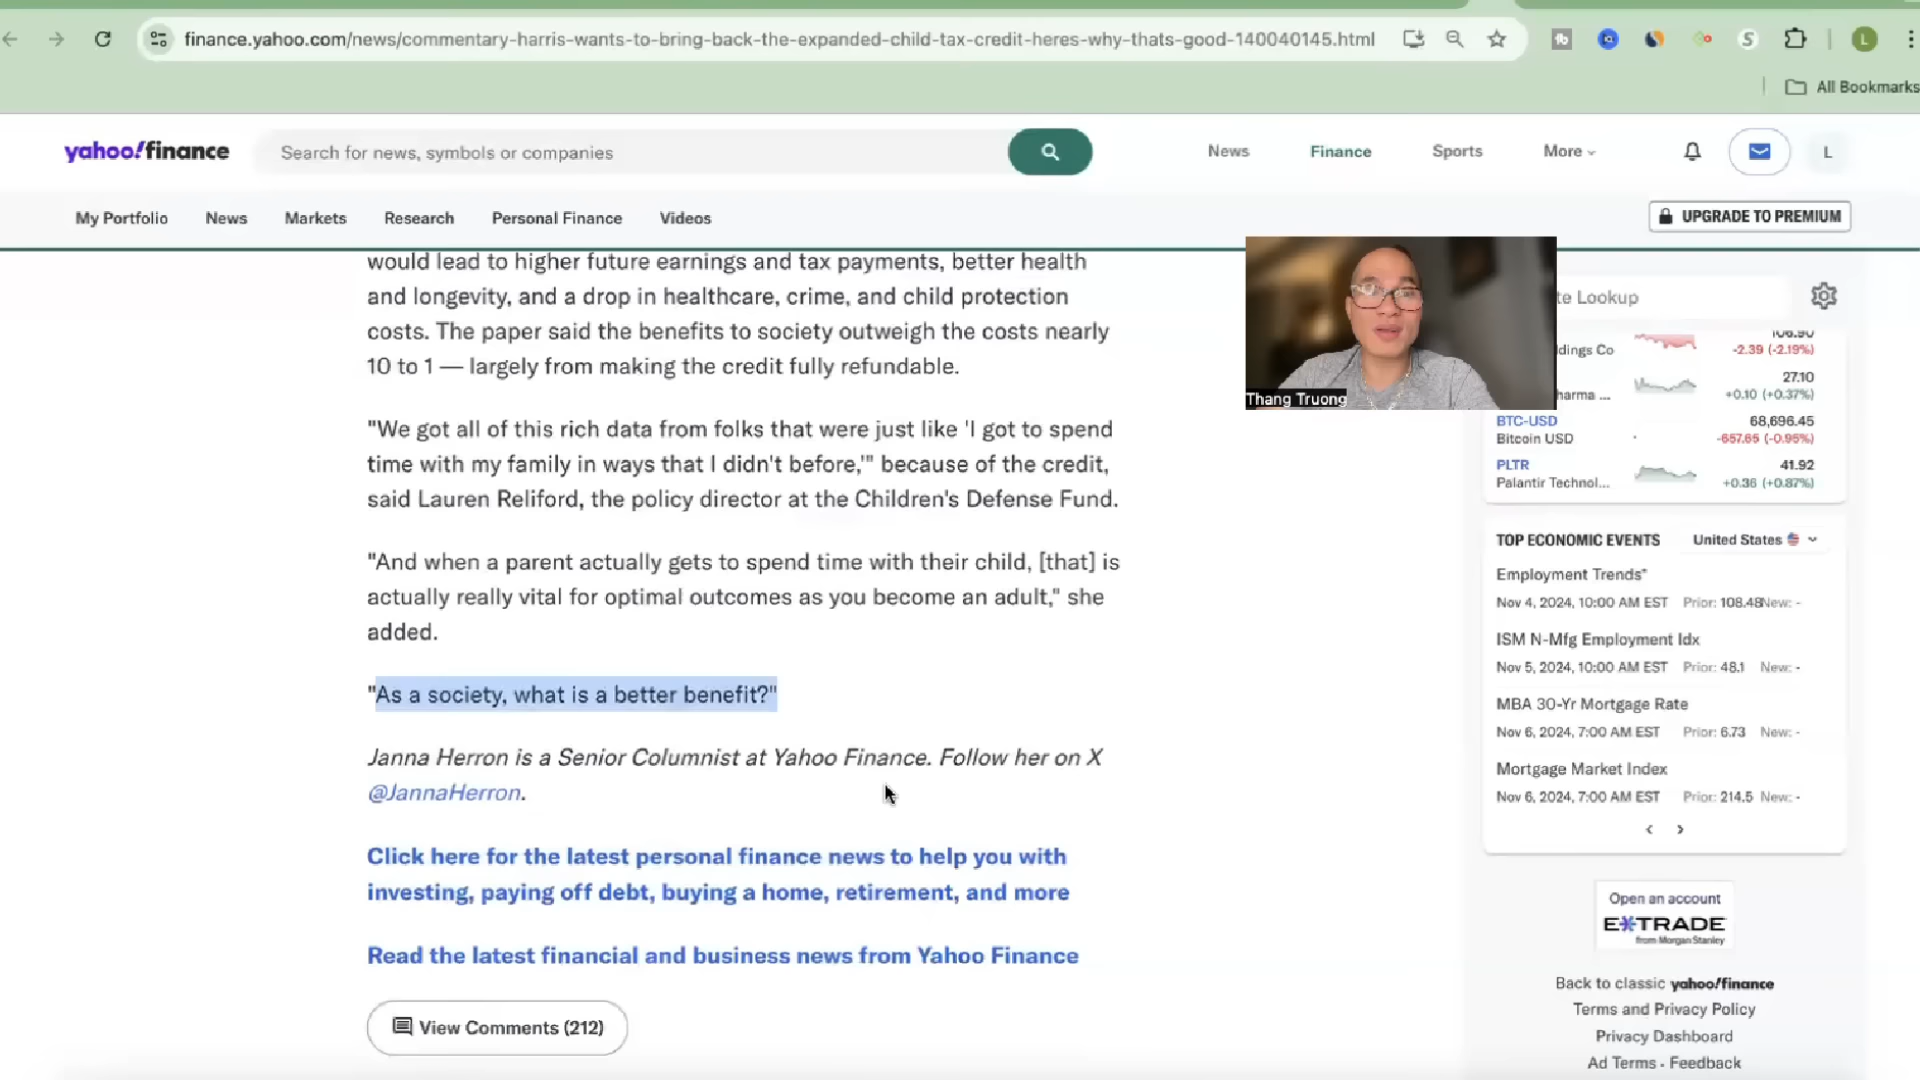 finance.yahoo.com/news/commentary-harris-wants-to-bring-back-the-expanded-child-tax-credit-heres-why-thats-good-140040145.html
L
All Bookmarks
yahoo!finance
Search for news, symbols or companies
News
Finance
Sports
More
L
My Portfolio
News
Markets
Research
Personal Finance
Videos
UPGRADE TO PREMIUM
would lead to higher future earnings and tax payments, better health
and longevity, and a drop in healthcare, crime, and child protection
costs. The paper said the benefits to society outweigh the costs nearly
10 to 1 — largely from making the credit fully refundable.
"We got all of this rich data from folks that were just like 'I got to spend
time with my family in ways that I didn't before,'" because of the credit,
said Lauren Reliford, the policy director at the Children's Defense Fund.
"And when a parent actually gets to spend time with their child, [that] is
actually really vital for optimal outcomes as you become an adult," she
added.
"As a society, what is a better benefit?"
Janna Herron is a Senior Columnist at Yahoo Finance. Follow her on X
@JannaHerron.
Click here for the latest personal finance news to help you with
investing, paying off debt, buying a home, retirement, and more
Read the latest financial and business news from Yahoo Finance
View Comments (212)
Thang Truong
te Lookup
106.90
dings Co -2.39 (-2.19%)
27.10
harma ... +0.10 (+0.37%)
BTC-USD 68,696.45
Bitcoin USD -657.65 (-0.95%)
PLTR 41.92
Palantir Technol... +0.36 (+0.87%)
TOP ECONOMIC EVENTS United States
Employment Trends*
Nov 4, 2024, 10:00 AM EST Prior: 108.48New: -
ISM N-Mfg Employment Idx
Nov 5, 2024, 10:00 AM EST Prior: 48.1 New: -
MBA 30-Yr Mortgage Rate
Nov 6, 2024, 7:00 AM EST Prior: 6.73 New: -
Mortgage Market Index
Nov 6, 2024, 7:00 AM EST Prior: 214.5 New: -
Open an account
E*TRADE
from Morgan Stanley
Back to classic yahoo!finance
Terms and Privacy Policy
Privacy Dashboard
Ad Terms - Feedback